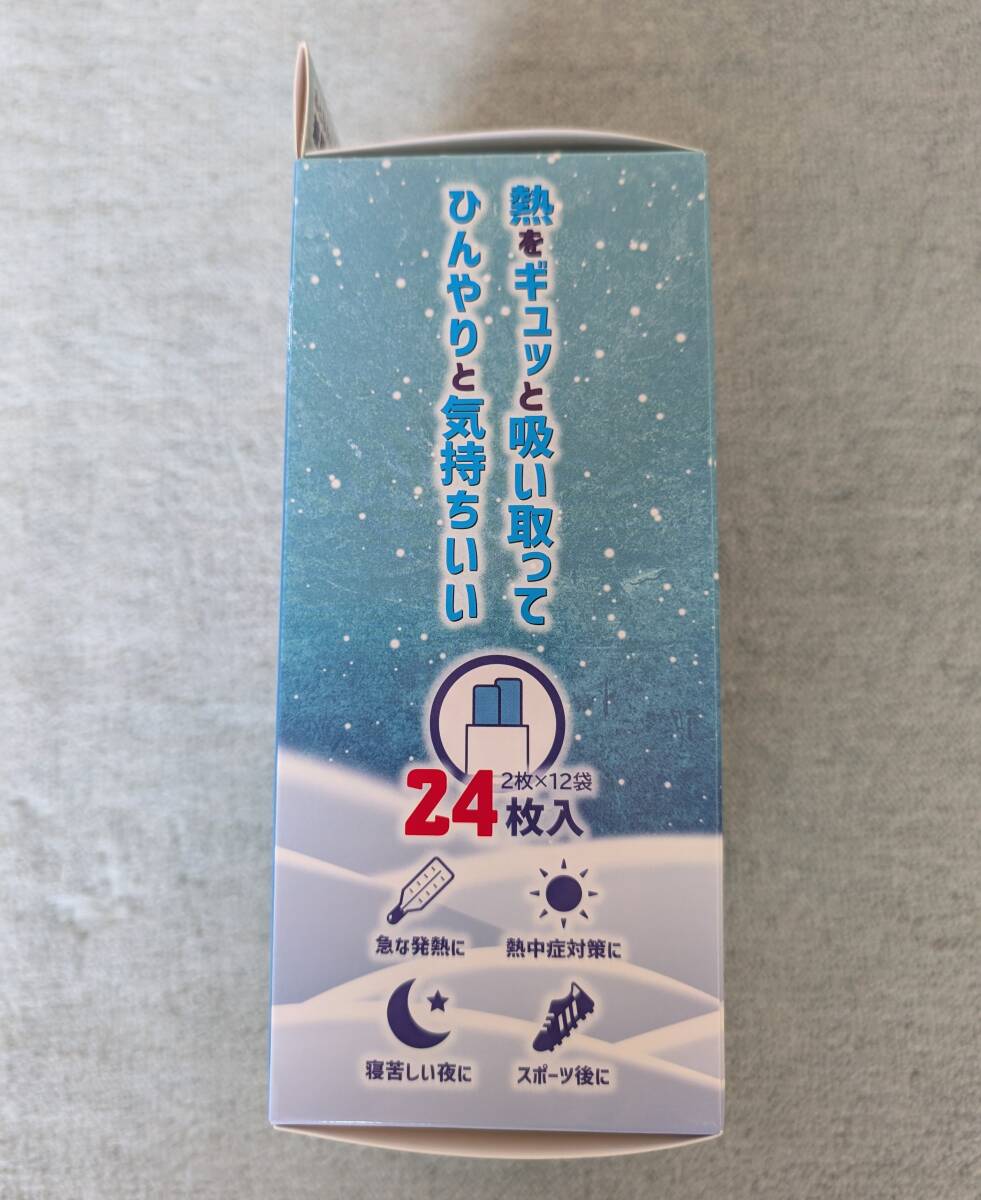 熱をギュッと吸い取って
ひんやりと気持ちいい
2枚×12袋
24枚入
急な発熱に
熱中症対策に
寝苦しい夜に
スポーツ後に